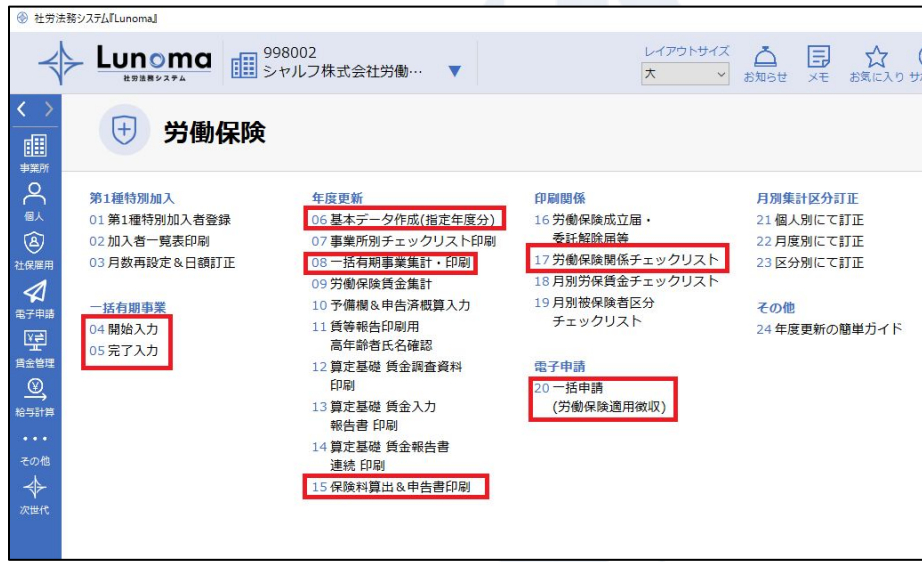 社労法務システム『Lunoma』
Lunoma
社労法務システム
998002
シャルフ株式会社労働…
レイアウトサイズ
大
お知らせ
メモ
お気に入り
事業所
個人
社保雇用
電子申請
賃金管理
給与計算
その他
次世代
労働保険
第1種特別加入
01 第1種特別加入者登録
02 加入者一覧表印刷
03 月数再設定&日額訂正
一括有期事業
04 開始入力
05 完了入力
年度更新
06 基本データ作成(指定年度分)
07 事業所別チェックリスト印刷
08 一括有期事業集計・印刷
09 労働保険賃金集計
10 予備欄&申告済概算入力
11 賃等報告印刷用
高年齢者氏名確認
12 算定基礎 賃金調査資料
印刷
13 算定基礎 賃金入力
報告書 印刷
14 算定基礎 賃金報告書
連続 印刷
15 保険料算出&申告書印刷
印刷関係
16 労働保険成立届・
委託解除届等
17 労働保険関係チェックリスト
18 月別労保賃金チェックリスト
19 月別被保険者区分
チェックリスト
電子申請
20 一括申請
(労働保険適用徴収)
月別集計区分訂正
21 個人別にて訂正
22 月度別にて訂正
23 区分別にて訂正
その他
24 年度更新の簡単ガイド